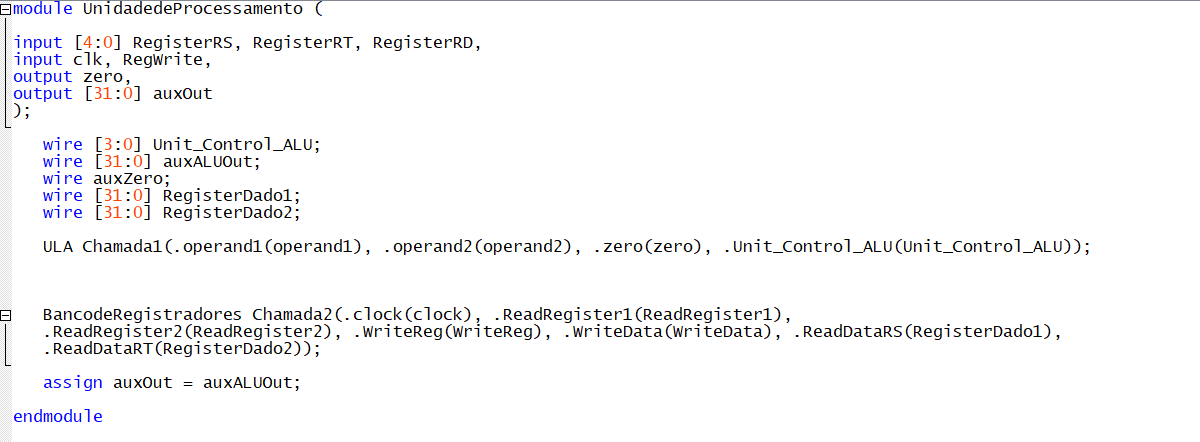 module UnidadedeProcessamento (
input [4:0] RegisterRS, RegisterRT, RegisterRD,
input clk, RegWrite,
output zero,
output [31:0] auxOut
);
wire [3:0] Unit_Control_ALU;
wire [31:0] auxALUOut;
wire auxZero;
wire [31:0] RegisterDado1;
wire [31:0] RegisterDado2;
ULA Chamada1(.operand1(operand1), .operand2(operand2), .zero(zero), .Unit_Control_ALU(Unit_Control_ALU));
BancodeRegistradores Chamada2(.clock(clock), .ReadRegister1(ReadRegister1),
.ReadRegister2(ReadRegister2), .WriteReg(WriteReg), .WriteData(WriteData), .ReadDataRS(RegisterDado1),
.ReadDataRT(RegisterDado2));
assign auxOut = auxALUOut;
endmodule